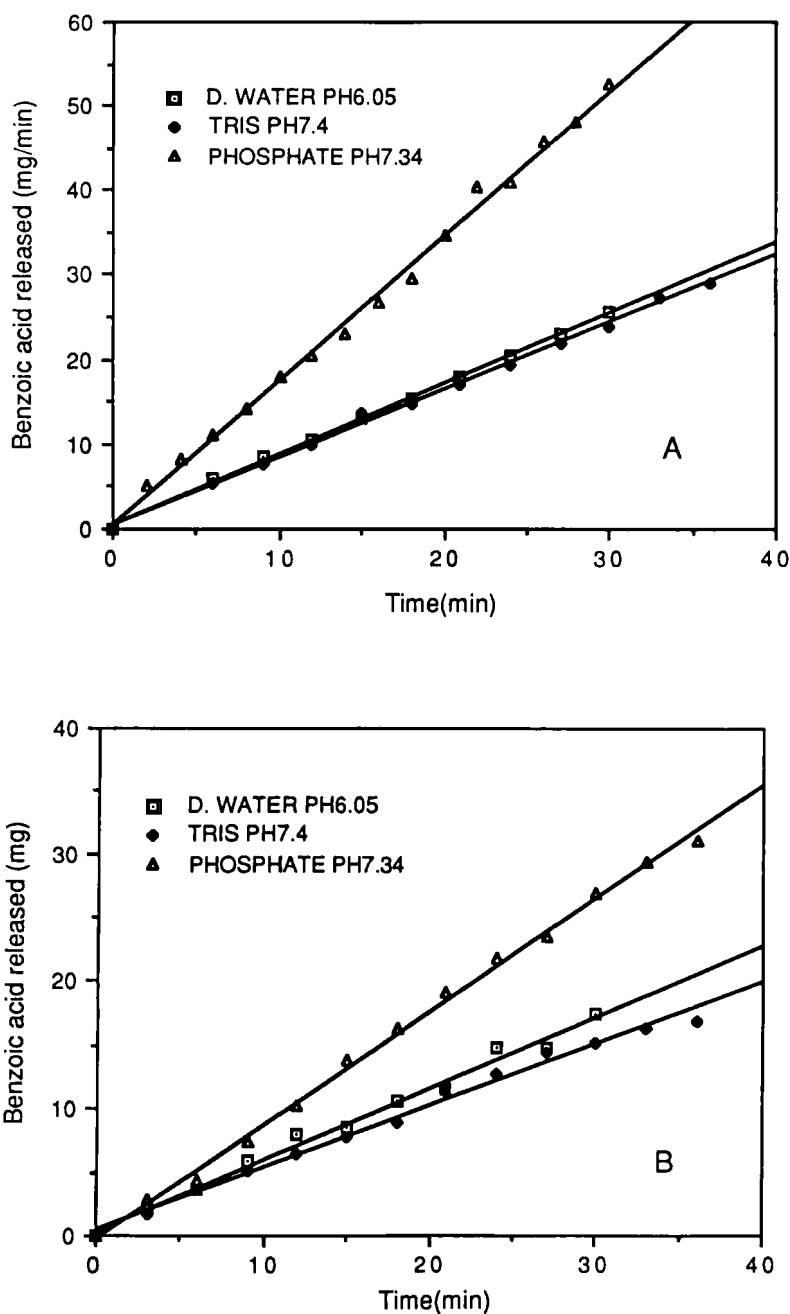 60
50
40
30
20
10
0
Benzoic acid released (mg/min)
D. WATER PH6.05
TRIS PH7.4
PHOSPHATE PH7.34
A
0 10 20 30 40
Time(min)
40
30
20
10
0
Benzoic acid released (mg)
D. WATER PH6.05
TRIS PH7.4
PHOSPHATE PH7.34
B
0 10 20 30 40
Time(min)